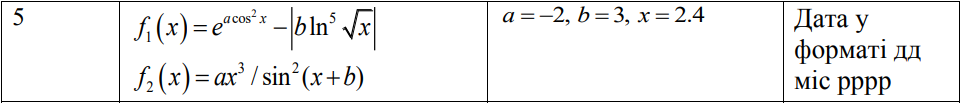 5
f₁(x) = e^{a cos² x} − |b ln⁵ √x|
f₂(x) = ax³ / sin²(x + b)
a = −2, b = 3, x = 2.4
Дата у
форматі дд
міс рррр